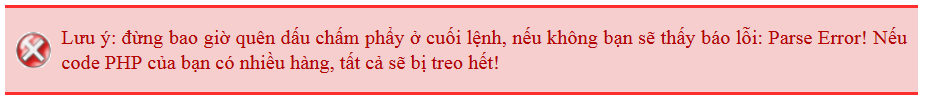 Lưu ý: đừng bao giờ quên dấu chấm phẩy ở cuối lệnh, nếu không bạn sẽ thấy báo lỗi: Parse Error! Nếu
code PHP của bạn có nhiều hàng, tất cả sẽ bị treo hết!